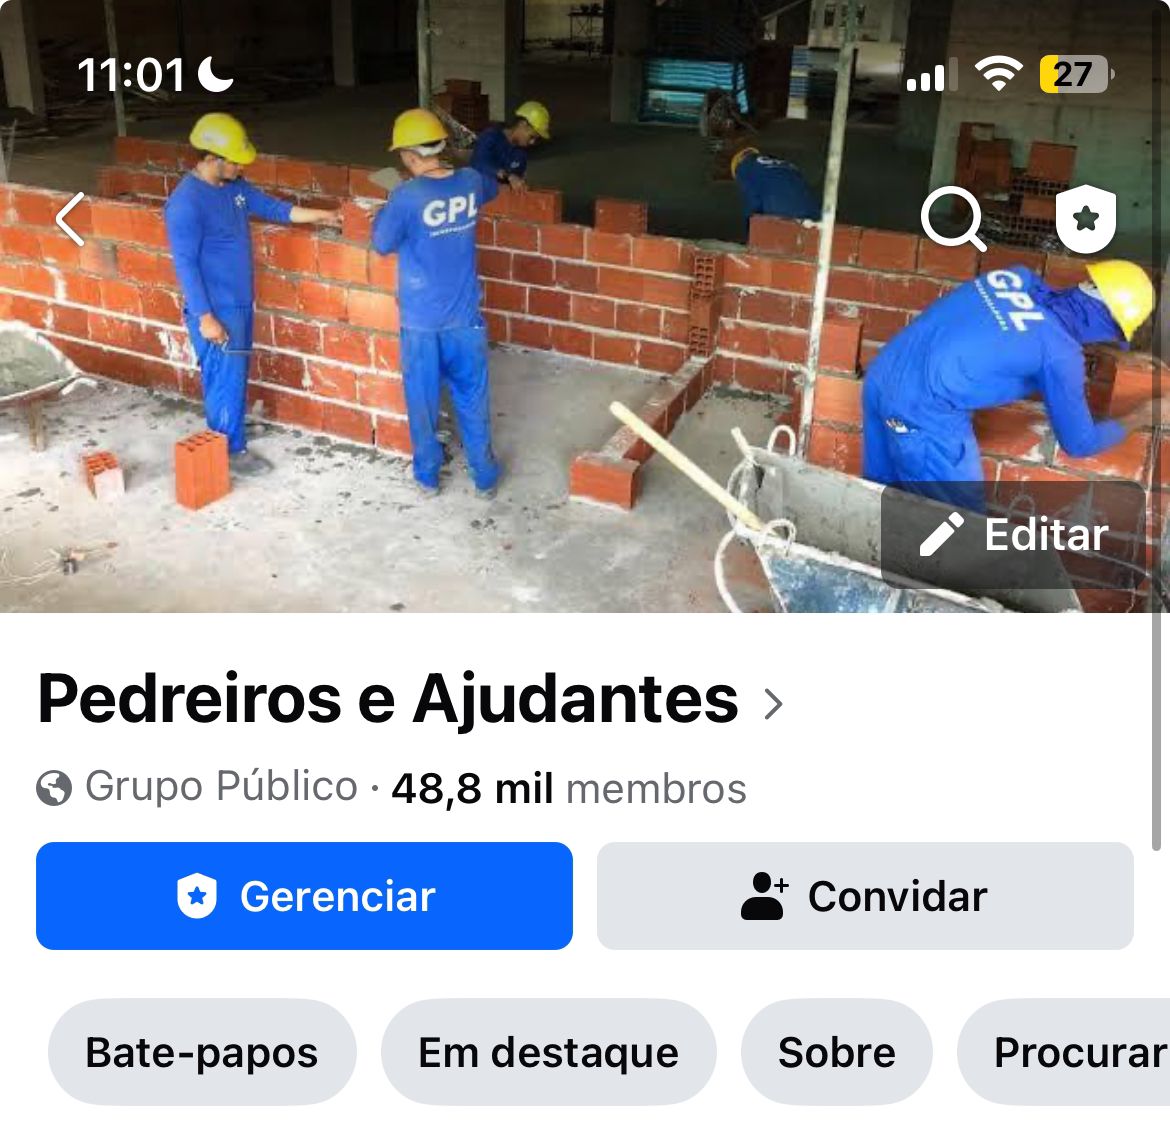 11:01
27
GPL
GPL
Editar
Pedreiros e Ajudantes
Grupo Público · 48,8 mil membros
Gerenciar
Convidar
Bate-papos
Em destaque
Sobre
Procurar